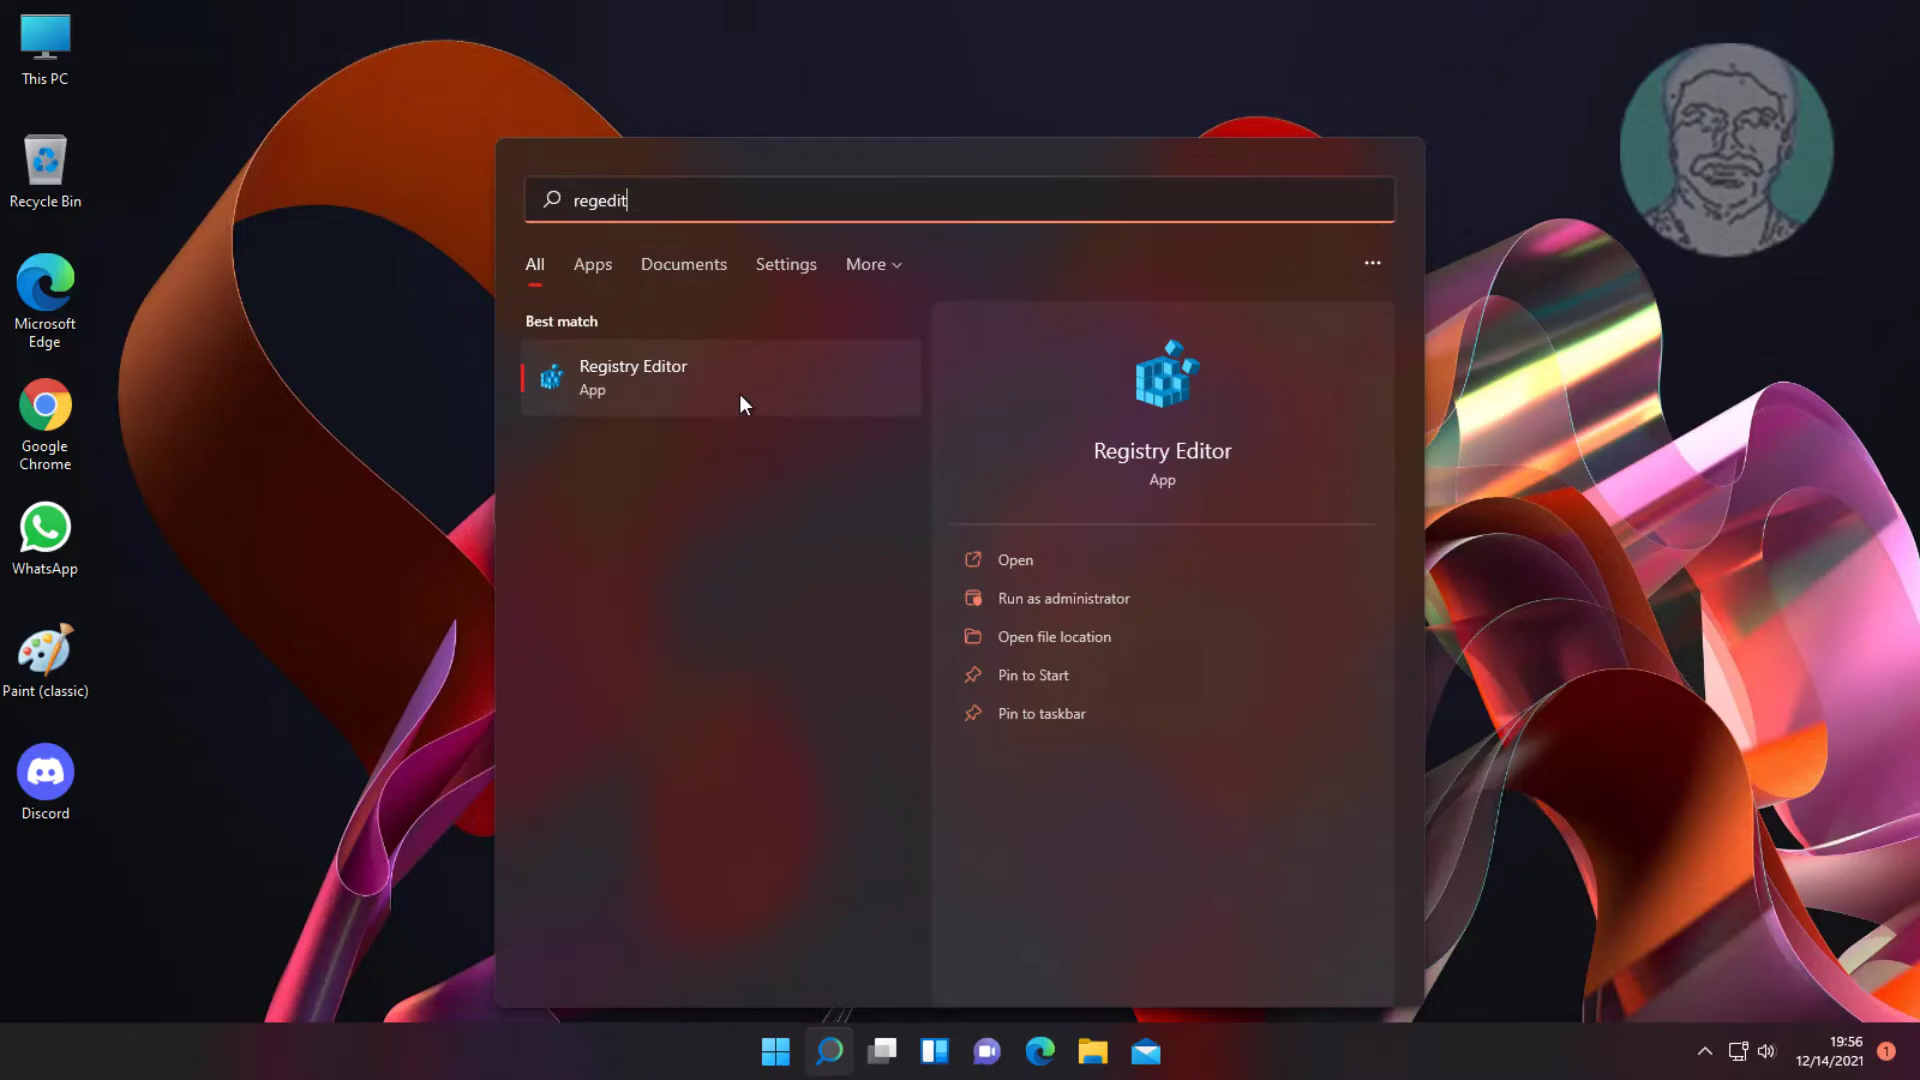 This PC
Recycle Bin
Microsoft
Edge
Google
Chrome
WhatsApp
Paint (classic)
Discord
regedit
All Apps Documents Settings More
Best match
Registry Editor
App
Registry Editor
App
Open
Run as administrator
Open file location
Pin to Start
Pin to taskbar
19:56
12/14/2021
1